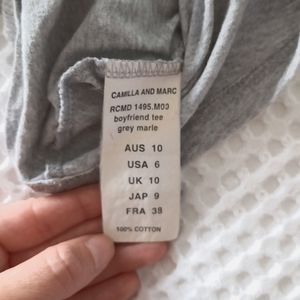 CAMILLA AND MARC
RCMD 1495.M00
boyfriend tee
grey marle
AUS 10
USA 6
UK 10
JAP 9
FRA 38
100% COTTON